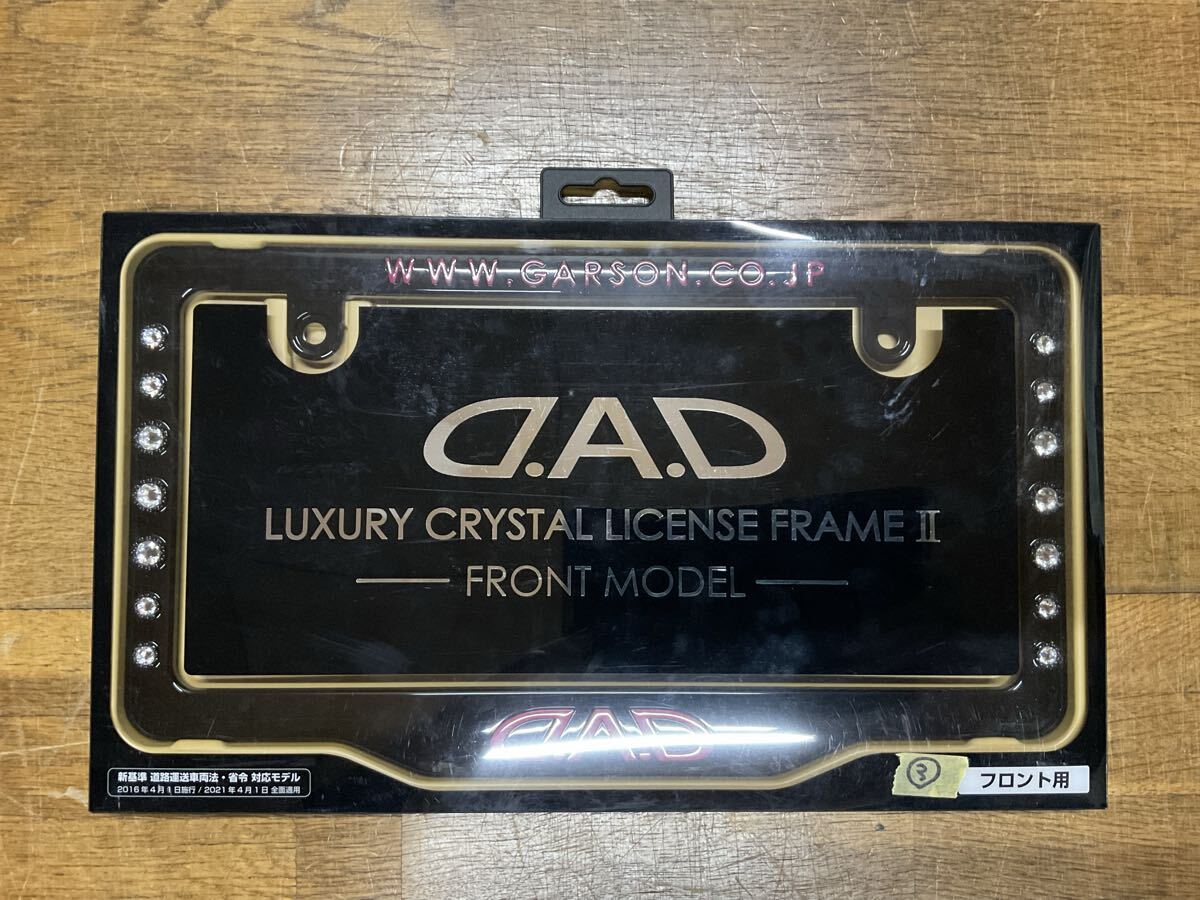 WWW.GARSON.CO.JP
D.A.D
LUXURY CRYSTAL LICENSE FRAME II
FRONT MODEL
D.A.D
新基準 道路運送車両法・省令 対応モデル
2016年4月1日施行 / 2021年4月1日 全面適用
③
フロント用